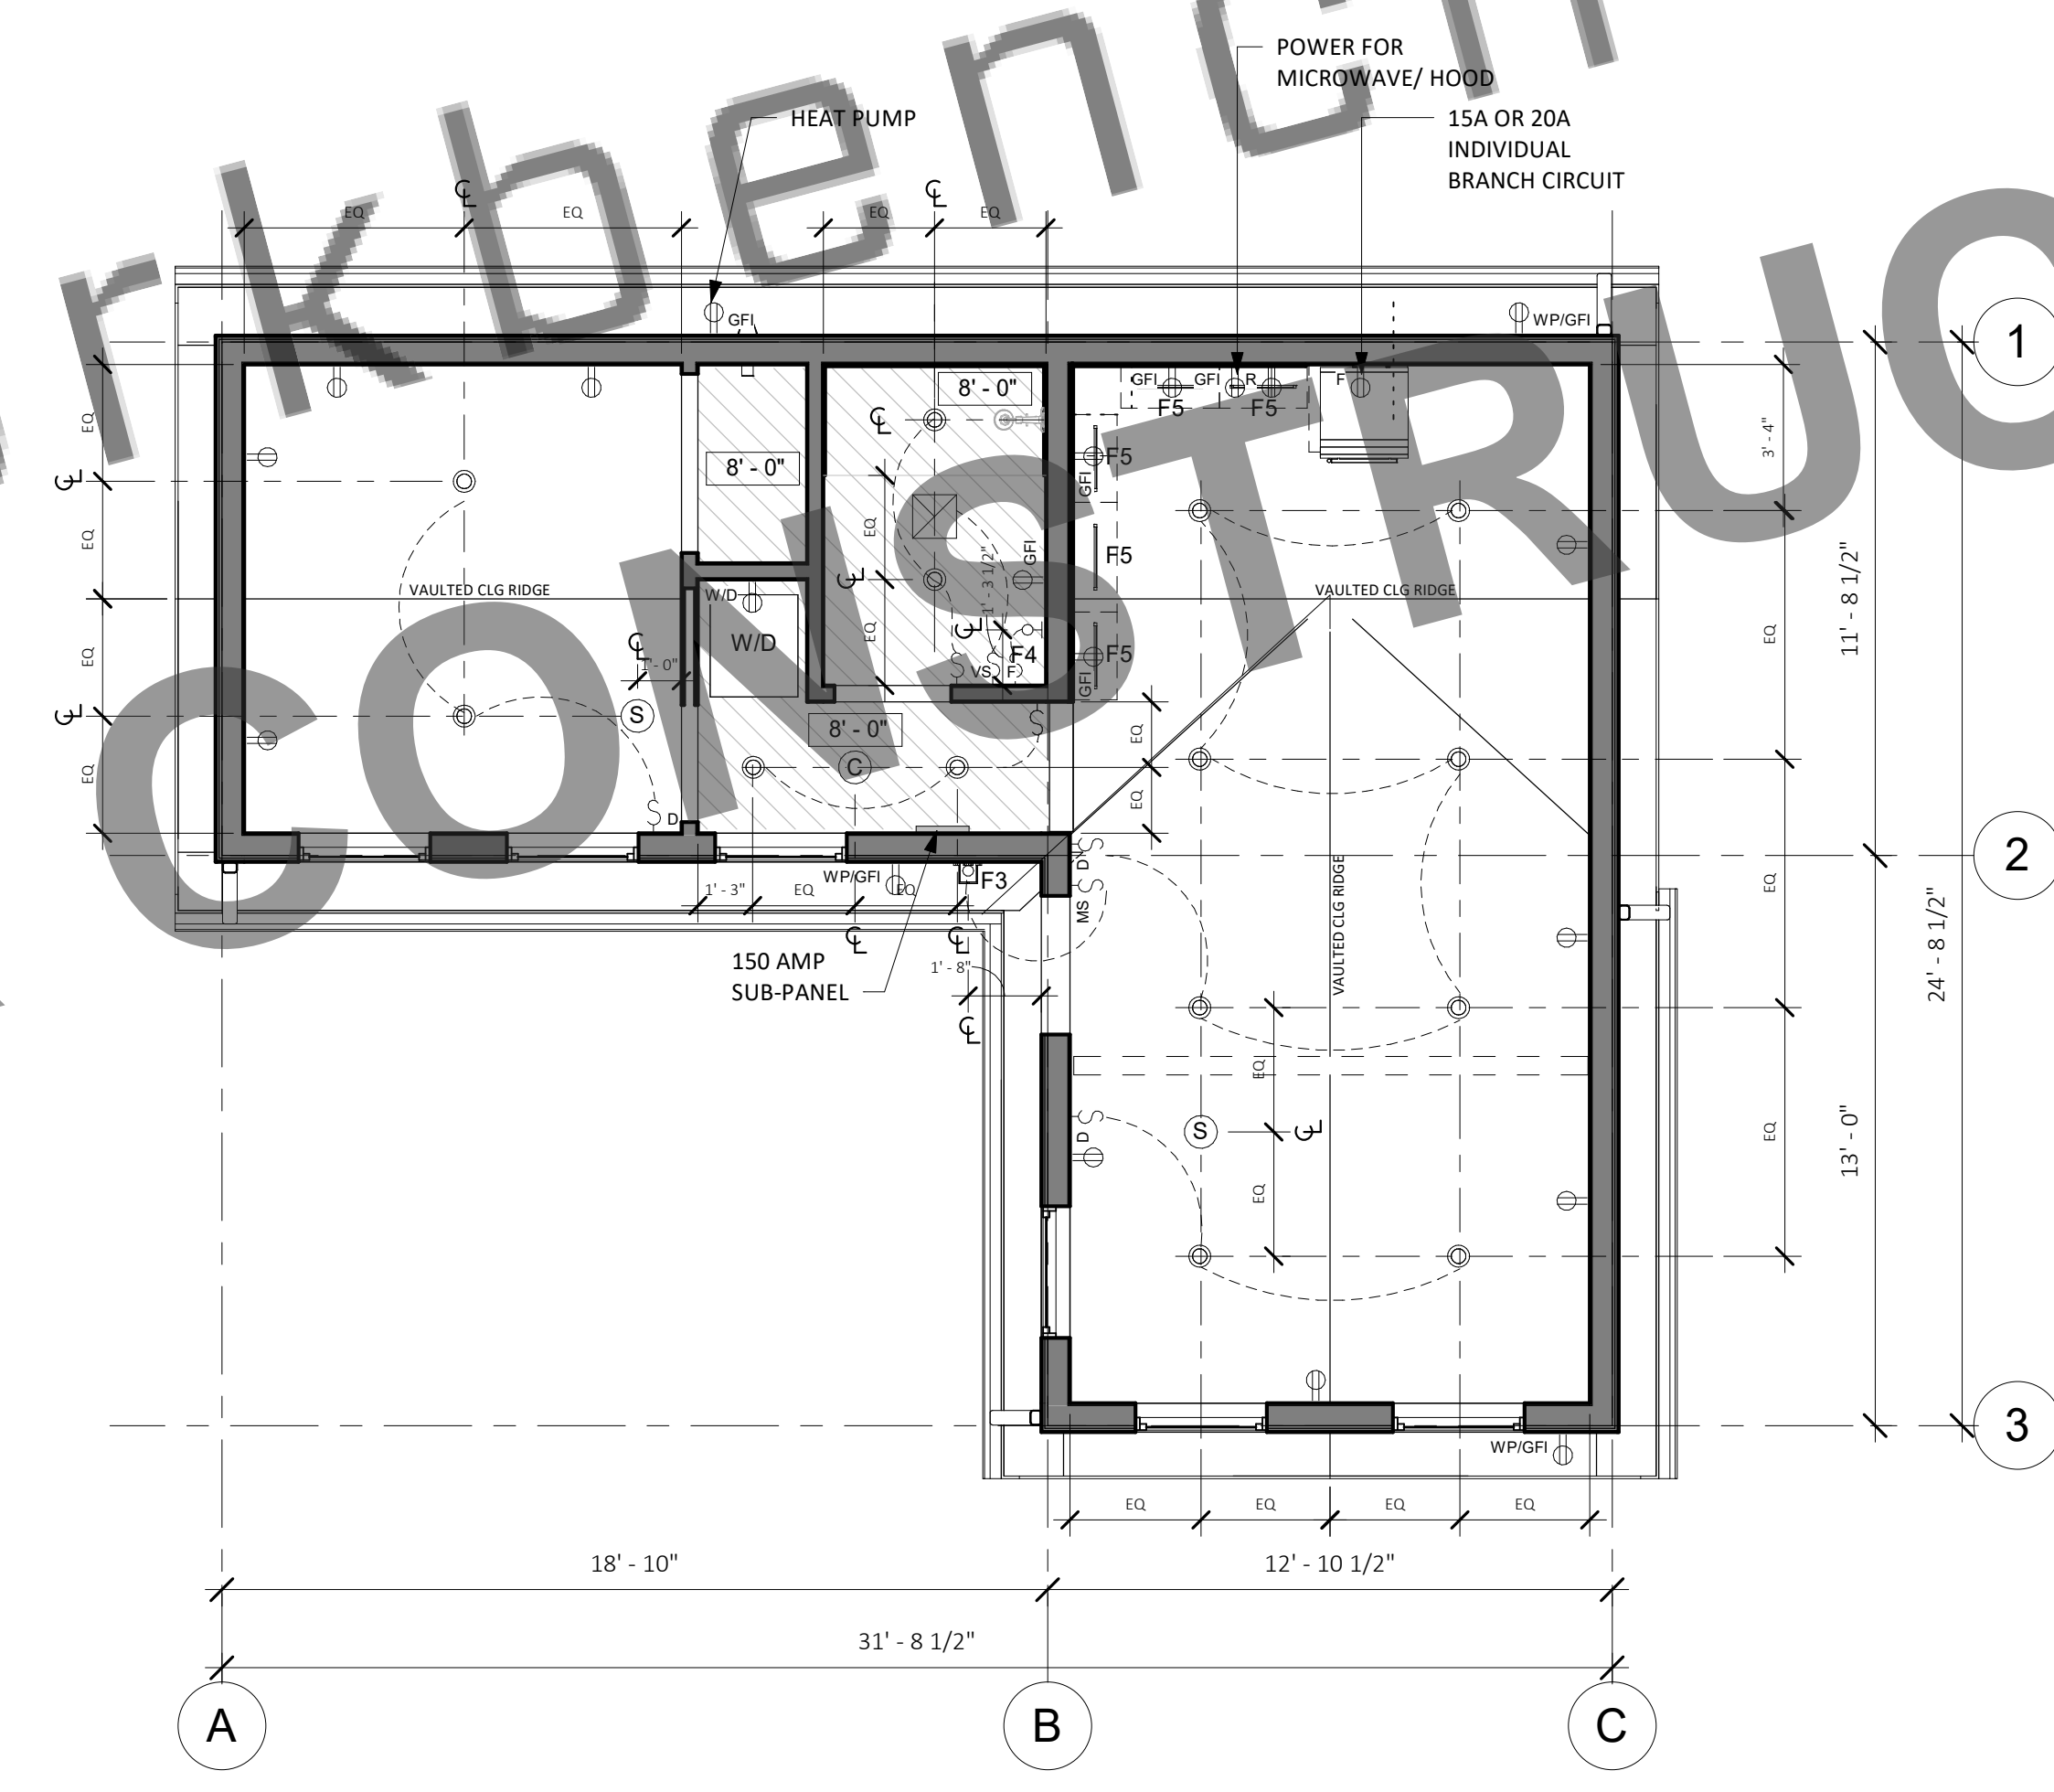 rkbench
CONSTRUC
POWER FOR
MICROWAVE/ HOOD
HEAT PUMP
15A OR 20A
INDIVIDUAL
BRANCH CIRCUIT
EQ
EQ
EQ
EQ
GFI
WP/GFI
1
8' - 0"
GFI
GFI
R
F
F5
F5
EQ
3' - 4"
8' - 0"
F5
GFI
EQ
EQ
GFI
1' - 3 1/2"
F5
11' - 8 1/2"
VAULTED CLG RIDGE
VAULTED CLG RIDGE
W/D
W/D
EQ
EQ
EQ
1' - 0"
VS
F
F4
F5
GFI
S
8' - 0"
C
EQ
EQ
EQ
S
D
S
S
S
S
D
S
2
WP/GFI
F3
1' - 3"
EQ
EQ
MS
S
EQ
VAULTED CLG RIDGE
24' - 8 1/2"
150 AMP
SUB-PANEL
1' - 8"
EQ
D
S
S
EQ
EQ
13' - 0"
3
WP/GFI
EQ
EQ
EQ
EQ
18' - 10"
12' - 10 1/2"
31' - 8 1/2"
A
B
C